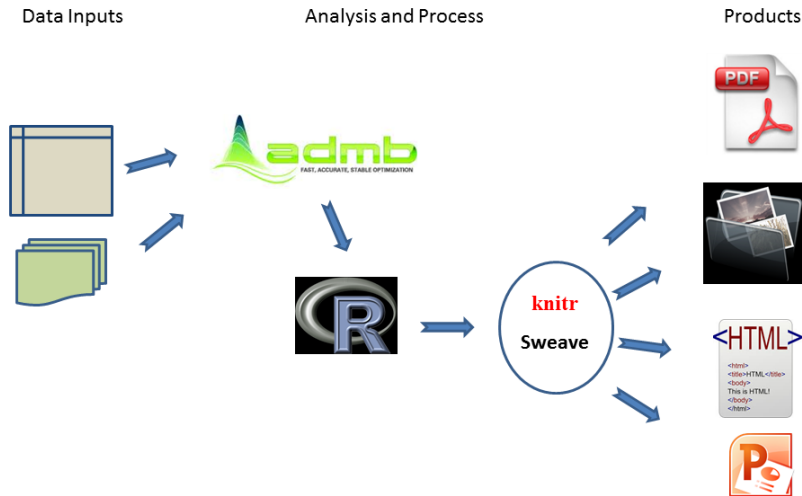 Data Inputs
Analysis and Process
Products
PDF
admb
FAST, ACCURATE, STABLE OPTIMIZATION
R
knitr
Sweave
<HTML>
<html>
<title>HTML</title>
<body>
This is HTML!
</body>
</html>
P